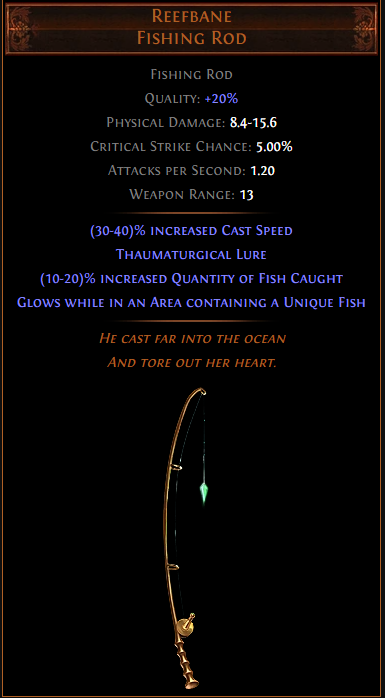 Reefbane
Fishing Rod
Fishing Rod
Quality: +20%
Physical Damage: 8.4-15.6
Critical Strike Chance: 5.00%
Attacks per Second: 1.20
Weapon Range: 13
(30-40)% increased Cast Speed
Thaumaturgical Lure
(10-20)% increased Quantity of Fish Caught
Glows while in an Area containing a Unique Fish
He cast far into the ocean
And tore out her heart.